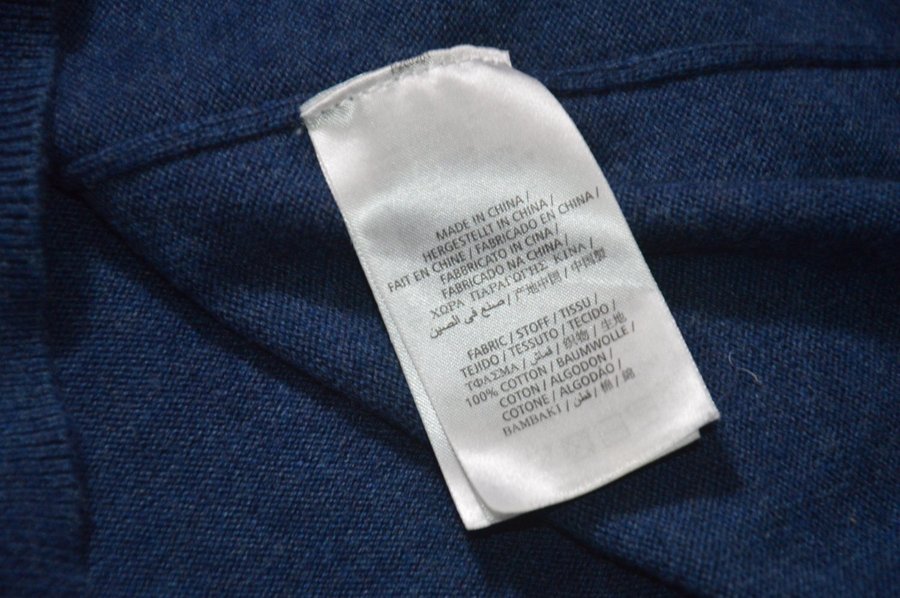 MADE IN CHINA /
HERGESTELLT IN CHINA /
FAIT EN CHINE / FABRICADO EN CHINA /
FABBRICATO IN CINA /
FABRICADO NA CHINA /
ΧΩΡΑ ΠΑΡΑΓΩΓΗΣ ΚΙΝΑ /
صنع في الصين / 产地中国 / 中国製
FABRIC / STOFF / TISSU /
TEJIDO / TESSUTO / TECIDO /
ΥΦΑΣΜΑ / قماش / 织物 / 生地
100% COTTON / BAUMWOLLE /
COTON / ALGODON /
COTONE / ALGODÃO /
ΒΑΜΒΑΚΙ / قطن / 棉 / 綿